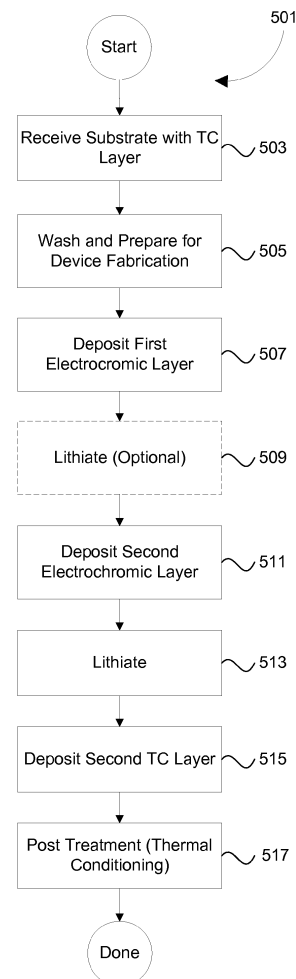 501
Start
Receive Substrate with TC
Layer
503
Wash and Prepare for
Device Fabrication
505
Deposit First
Electrocromic Layer
507
Lithiate (Optional)
509
Deposit Second
Electrochromic Layer
511
Lithiate
513
Deposit Second TC Layer
515
Post Treatment (Thermal
Conditioning)
517
Done